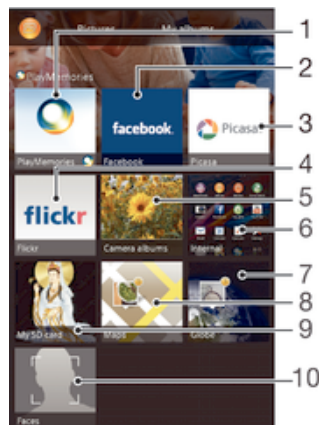 Pictures My albums
PlayMemories
facebook.
Picasa
PlayMemories Facebook Picasa
flickr
Flickr Camera albums Internal
My SD card Maps Globe
Faces
1
2
3
4
5
6
7
8
9
10